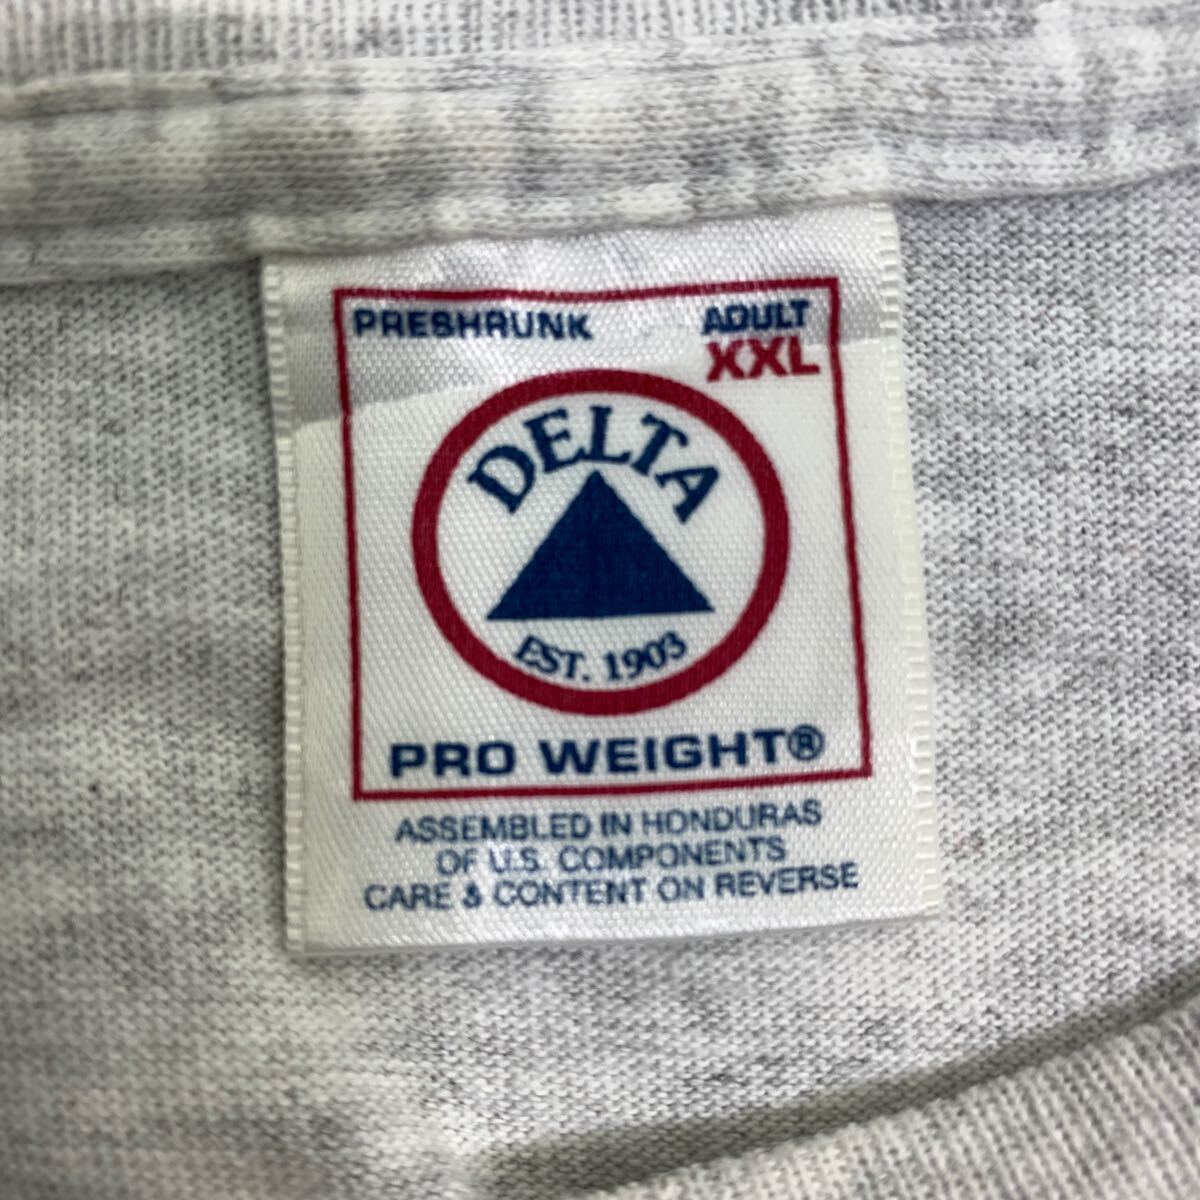 PRESHRUNK ADULT
XXL
DELTA
EST. 1903
PRO WEIGHT®
ASSEMBLED IN HONDURAS
OF U.S. COMPONENTS
CARE & CONTENT ON REVERSE